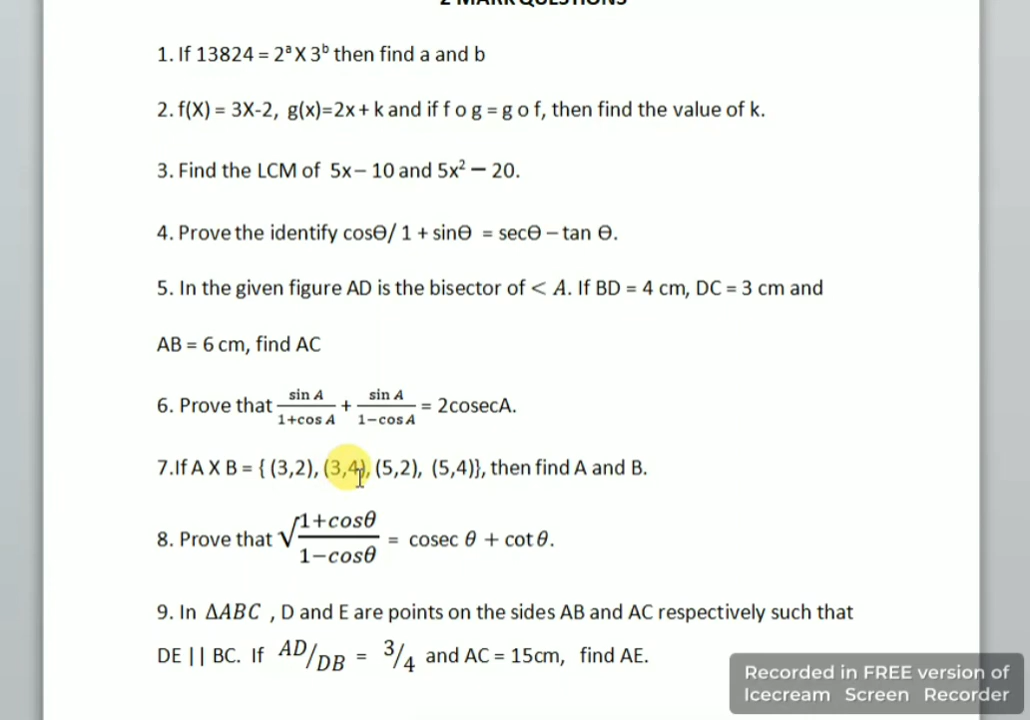 2 MARK QUESTIONS
1. If 13824 = 2ᵃ X 3ᵇ then find a and b
2. f(X) = 3X-2, g(x)=2x + k and if f o g = g o f, then find the value of k.
3. Find the LCM of 5x – 10 and 5x² – 20.
4. Prove the identify cosϴ/ 1 + sinϴ = secϴ – tan ϴ.
5. In the given figure AD is the bisector of < A. If BD = 4 cm, DC = 3 cm and
AB = 6 cm, find AC
6. Prove that sin A/1+cos A + sin A/1−cos A = 2cosecA.
7.If A X B = { (3,2), (3,4), (5,2), (5,4)}, then find A and B.
8. Prove that √1+cosθ/1−cosθ = cosec θ + cot θ.
9. In ΔABC , D and E are points on the sides AB and AC respectively such that
DE || BC. If AD/DB = 3/4 and AC = 15cm, find AE.
Recorded in FREE version of
Icecream Screen Recorder